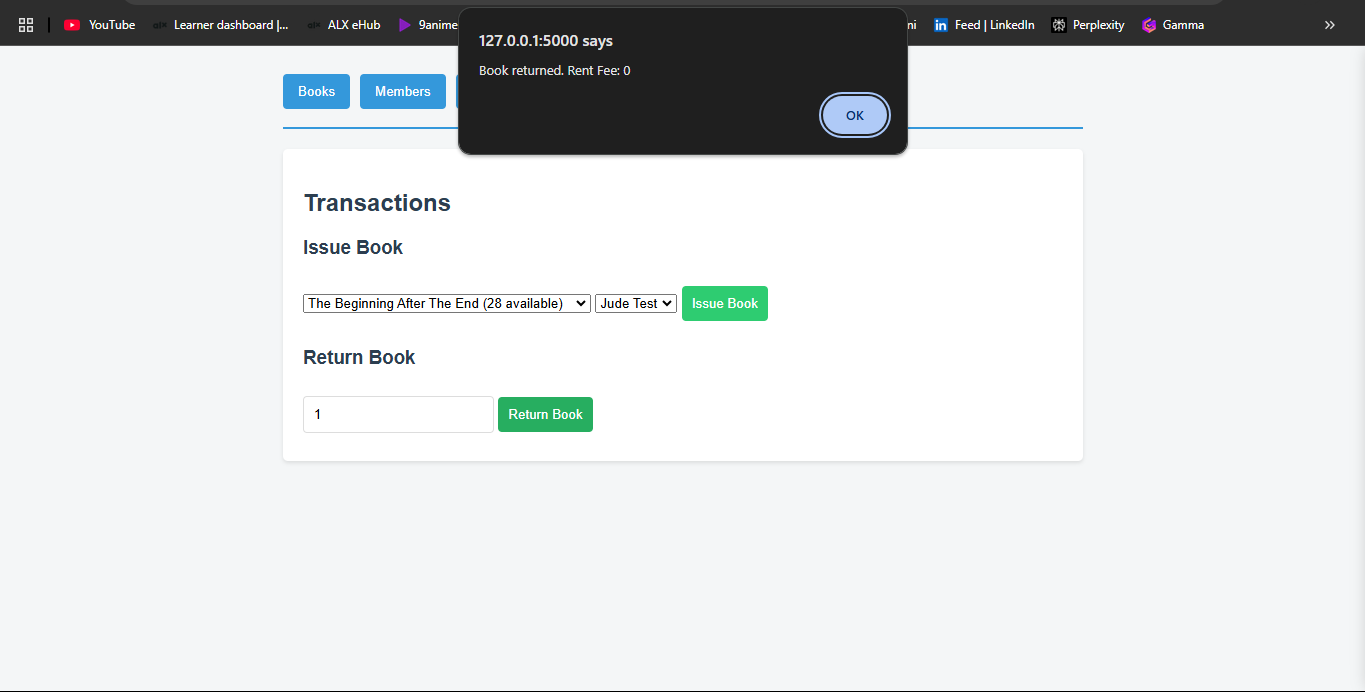 YouTube Learner dashboard |... ALX eHub 9anime Feed | LinkedIn Perplexity Gamma
127.0.0.1:5000 says
Book returned. Rent Fee: 0
OK
Books Members
Transactions
Issue Book
The Beginning After The End (28 available) Jude Test Issue Book
Return Book
1 Return Book